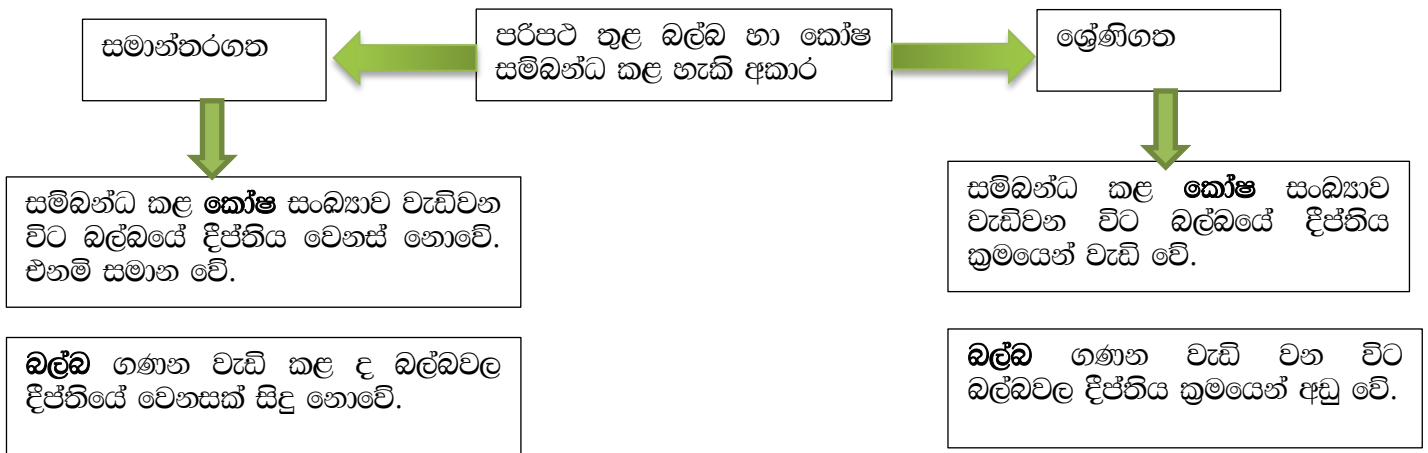 පරිපථ තුළ බල්බ හා කෝෂ
සම්බන්ධ කළ හැකි අකාර
සමාන්තරගත
ශ්‍රේණිගත
සම්බන්ධ කළ කෝෂ සංඛ්‍යාව වැඩිවන
විට බල්බයේ දීප්තිය වෙනස් නොවේ.
එනම් සමාන වේ.
බල්බ ගණන වැඩි කළ ද බල්බවල
දීප්තියේ වෙනසක් සිදු නොවේ.
සම්බන්ධ කළ කෝෂ සංඛ්‍යාව
වැඩිවන විට බල්බයේ දීප්තිය
ක්‍රමයෙන් වැඩි වේ.
බල්බ ගණන වැඩි වන විට
බල්බවල දීප්තිය ක්‍රමයෙන් අඩු වේ.